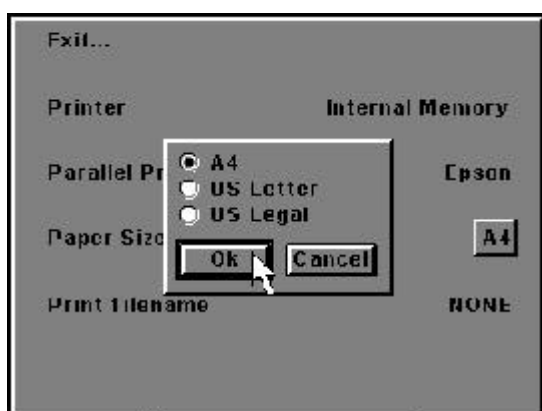 Exit...
Printer Internal Memory
Parallel Pr Epson
A4
US Letter
US Legal
Paper Size A4
Ok Cancel
Print filename NONE